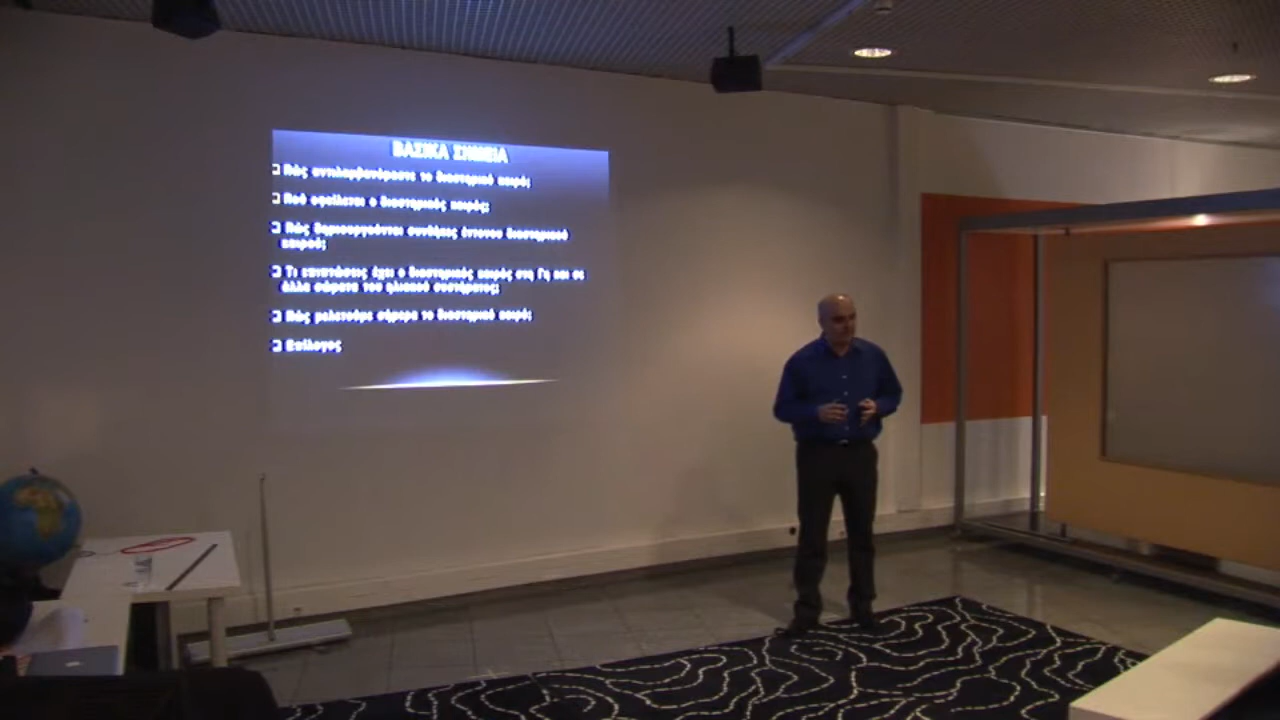 ΒΑΣΙΚΑ ΣΗΜΕΙΑ
Πώς αντιλαμβανόμαστε το διαστημικό καιρό;
Πού οφείλεται ο διαστημικός καιρός;
Πώς δημιουργούνται συνθήκες έντονου διαστημικού
καιρού;
Τι επιπτώσεις έχει ο διαστημικός καιρός στη Γη και σε
άλλα σώματα του ηλιακού συστήματος;
Πώς μελετούμε σήμερα το διαστημικό καιρό;
Επίλογος